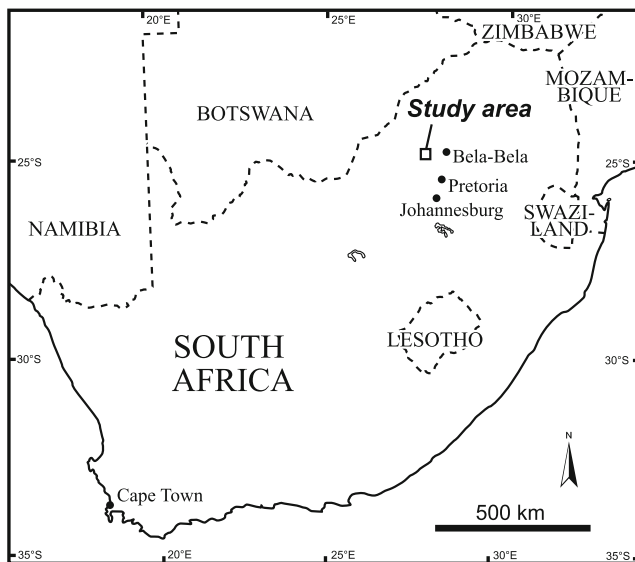 20°E
25°E
30°E
ZIMBABWE
MOZAM-
BIQUE
BOTSWANA
Study area
25°S
Bela-Bela
25°S
Pretoria
Johannesburg
SWAZI-
LAND
NAMIBIA
LESOTHO
30°S
30°S
SOUTH
AFRICA
N
Cape Town
500 km
35°S
20°E
30°E
35°S